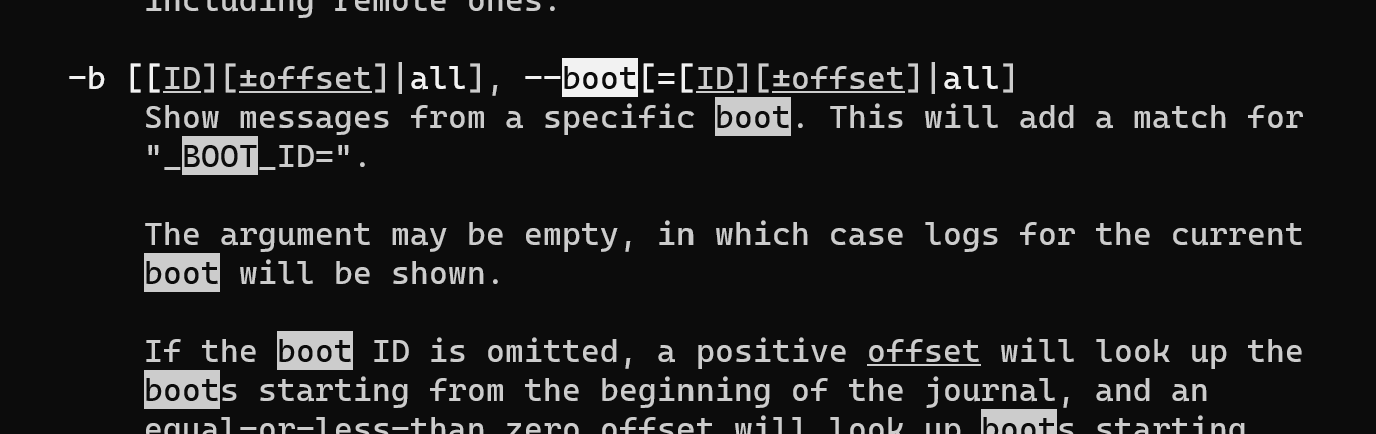 including remote ones.
-b [[ID][±offset]|all], --boot[=[ID][±offset]|all]
Show messages from a specific boot. This will add a match for
"_BOOT_ID=".
The argument may be empty, in which case logs for the current
boot will be shown.
If the boot ID is omitted, a positive offset will look up the
boots starting from the beginning of the journal, and an
equal-or-less-than zero offset will look up boots starting